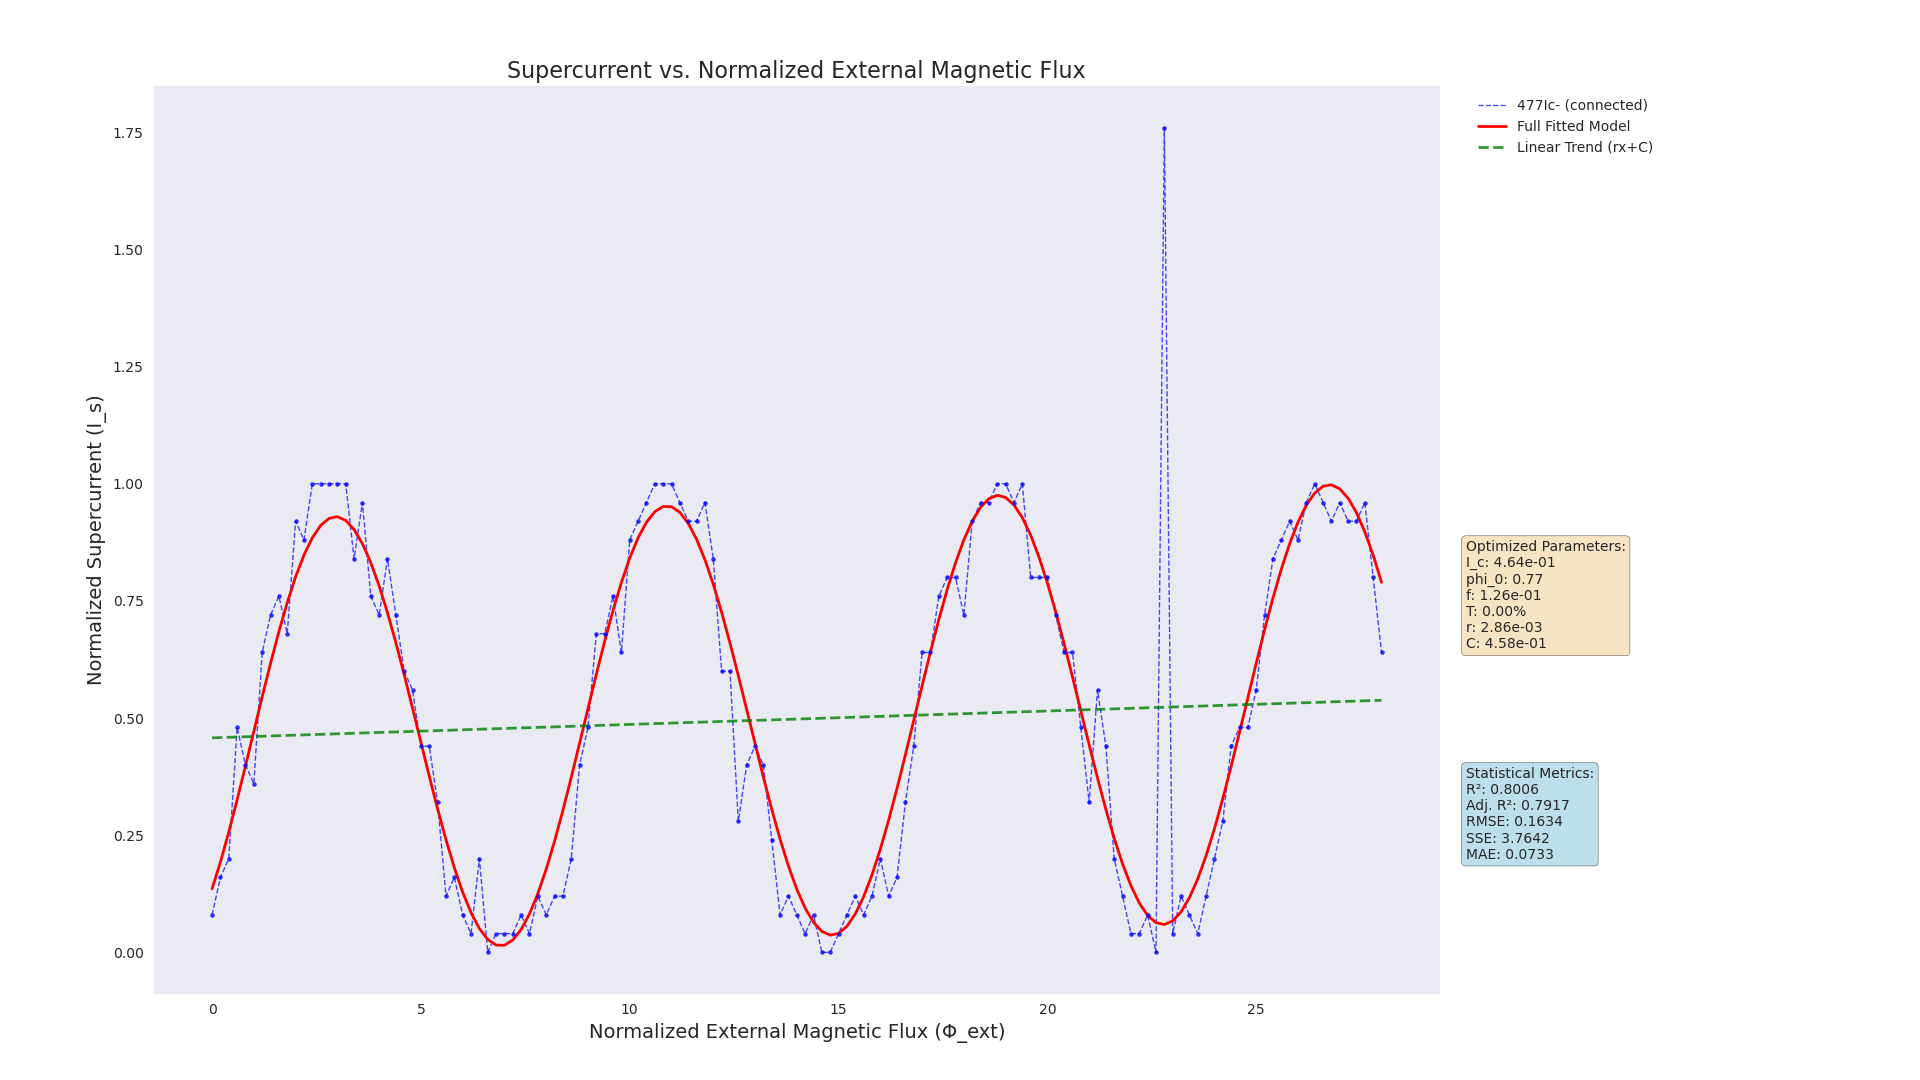 Supercurrent vs. Normalized External Magnetic Flux
477Ic- (connected)
Full Fitted Model
Linear Trend (rx+C)
1.75
1.50
1.25
1.00
0.75
0.50
0.25
0.00
Normalized Supercurrent (I_s)
0
5
10
15
20
25
Normalized External Magnetic Flux (Φ_ext)
Optimized Parameters:
I_c: 4.64e-01
phi_0: 0.77
f: 1.26e-01
T: 0.00%
r: 2.86e-03
C: 4.58e-01
Statistical Metrics:
R²: 0.8006
Adj. R²: 0.7917
RMSE: 0.1634
SSE: 3.7642
MAE: 0.0733